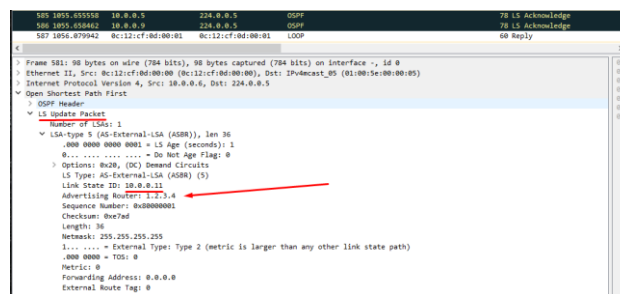 585 1055.655558 10.0.0.5 224.0.0.5 OSPF 78 LS Acknowledge
586 1055.658462 10.0.0.9 224.0.0.5 OSPF 78 LS Acknowledge
587 1056.079942 0c:12:cf:0d:00:01 0c:12:cf:0d:00:01 LOOP 60 Reply
Frame 581: 98 bytes on wire (784 bits), 98 bytes captured (784 bits) on interface -, id 0
Ethernet II, Src: 0c:12:cf:0d:00:00 (0c:12:cf:0d:00:00), Dst: IPv4mcast_05 (01:00:5e:00:00:05)
Internet Protocol Version 4, Src: 10.0.0.6, Dst: 224.0.0.5
Open Shortest Path First
OSPF Header
LS Update Packet
Number of LSAs: 1
LSA-type 5 (AS-External-LSA (ASBR)), len 36
.000 0000 0000 0001 = LS Age (seconds): 1
0... .... .... .... = Do Not Age Flag: 0
Options: 0x20, (DC) Demand Circuits
LS Type: AS-External-LSA (ASBR) (5)
Link State ID: 10.0.0.11
Advertising Router: 1.2.3.4
Sequence Number: 0x80000001
Checksum: 0xe7ad
Length: 36
Netmask: 255.255.255.255
1... .... = External Type: Type 2 (metric is larger than any other link state path)
.000 0000 = TOS: 0
Metric: 0
Forwarding Address: 0.0.0.0
External Route Tag: 0